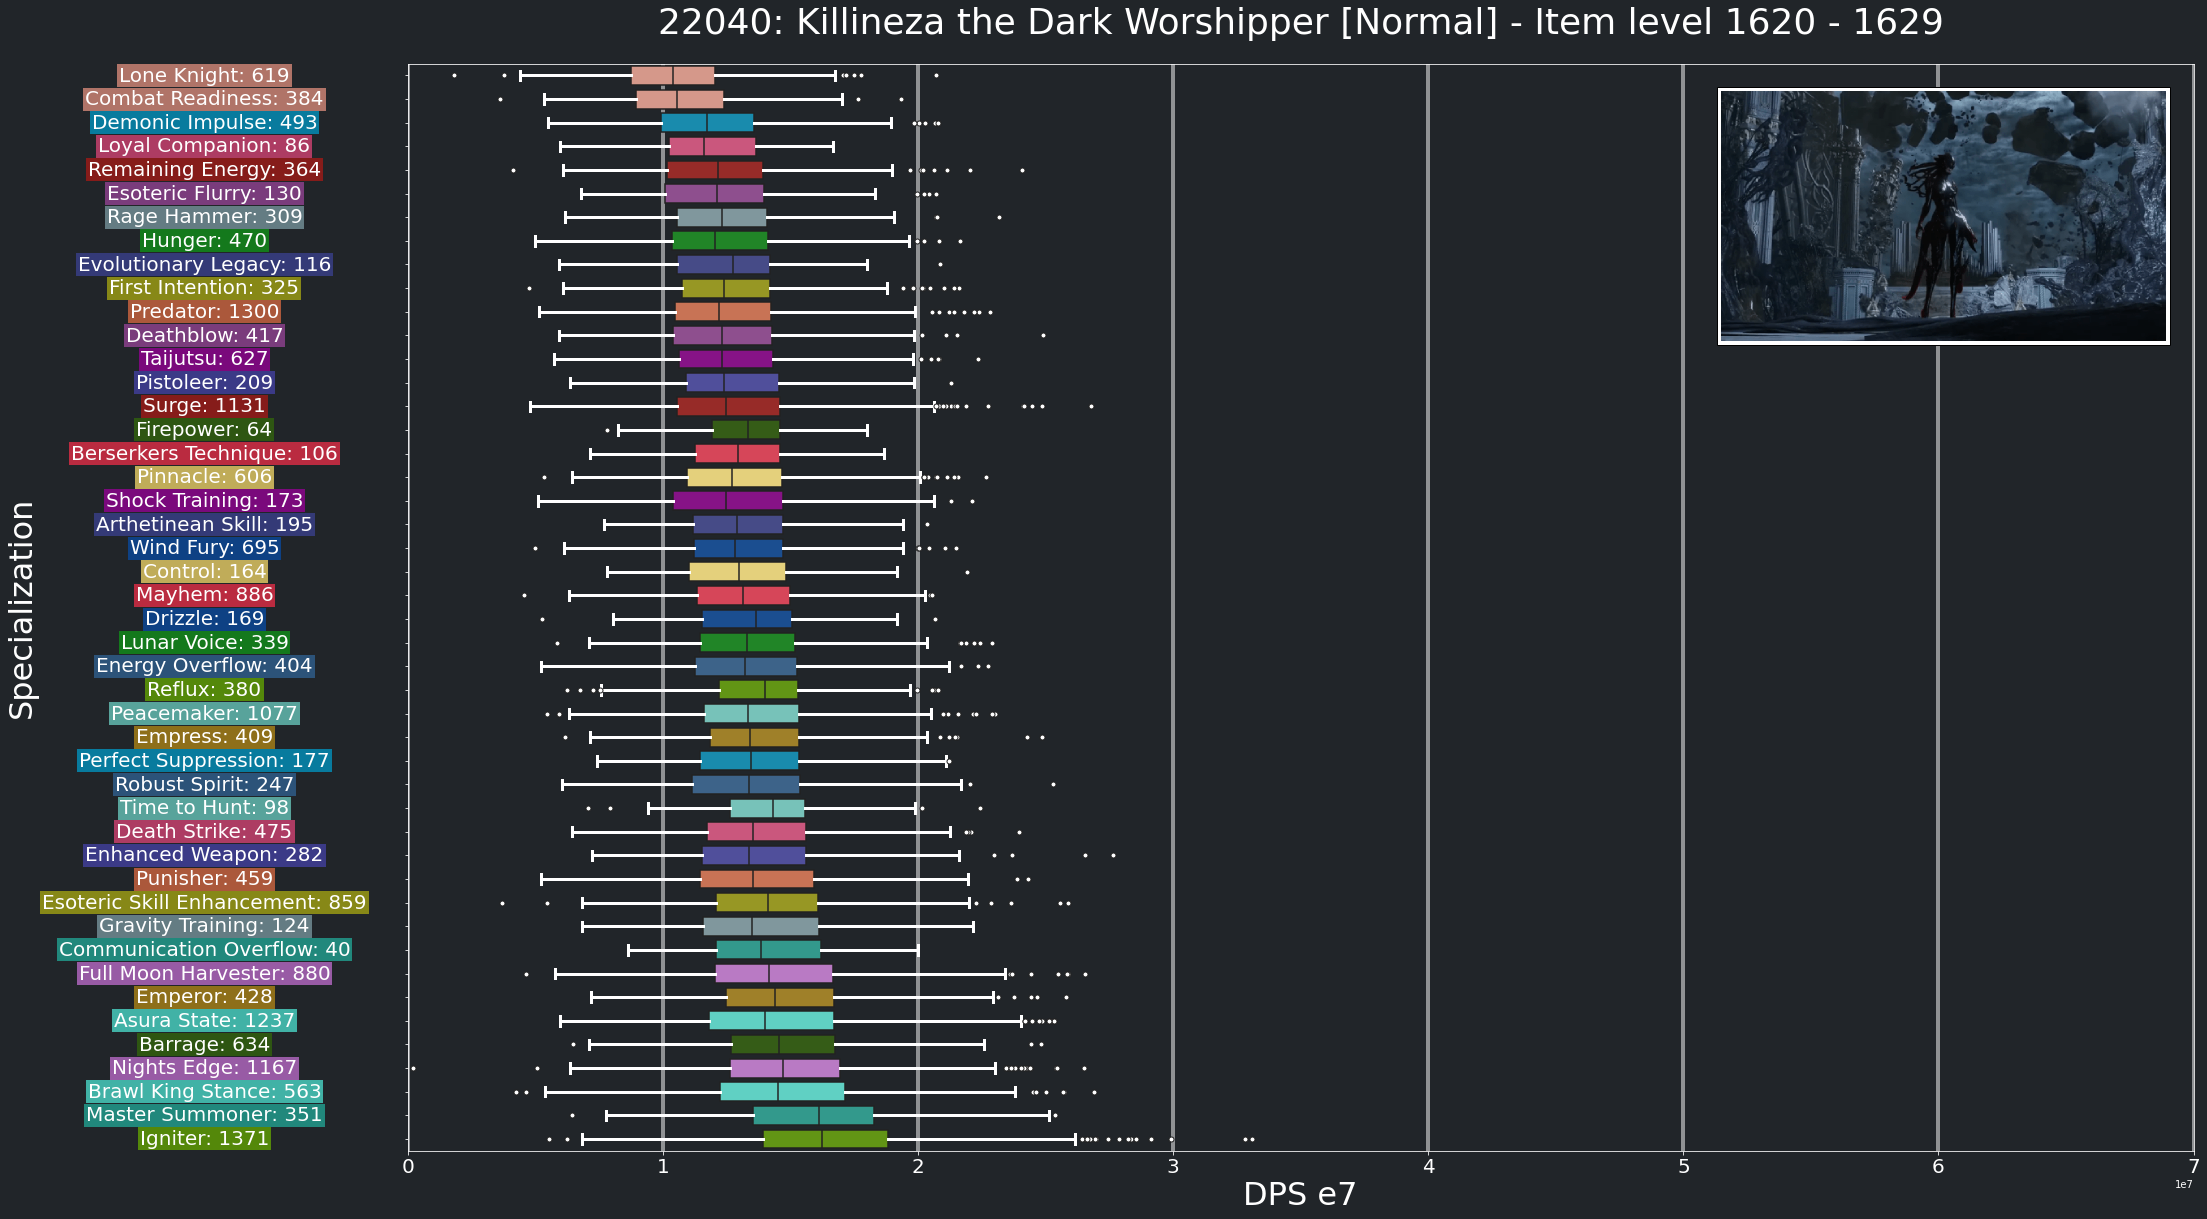 22040: Killineza the Dark Worshipper [Normal] - Item level 1620 - 1629
Lone Knight: 619
Combat Readiness: 384
Demonic Impulse: 493
Loyal Companion: 86
Remaining Energy: 364
Esoteric Flurry: 130
Rage Hammer: 309
Hunger: 470
Evolutionary Legacy: 116
First Intention: 325
Predator: 1300
Deathblow: 417
Taijutsu: 627
Pistoleer: 209
Surge: 1131
Firepower: 64
Berserkers Technique: 106
Pinnacle: 606
Shock Training: 173
Arthetinean Skill: 195
Wind Fury: 695
Control: 164
Mayhem: 886
Drizzle: 169
Lunar Voice: 339
Energy Overflow: 404
Reflux: 380
Peacemaker: 1077
Empress: 409
Perfect Suppression: 177
Robust Spirit: 247
Time to Hunt: 98
Death Strike: 475
Enhanced Weapon: 282
Punisher: 459
Esoteric Skill Enhancement: 859
Gravity Training: 124
Communication Overflow: 40
Full Moon Harvester: 880
Emperor: 428
Asura State: 1237
Barrage: 634
Nights Edge: 1167
Brawl King Stance: 563
Master Summoner: 351
Igniter: 1371
Specialization
0 1 2 3 4 5 6 7
1e7
DPS e7